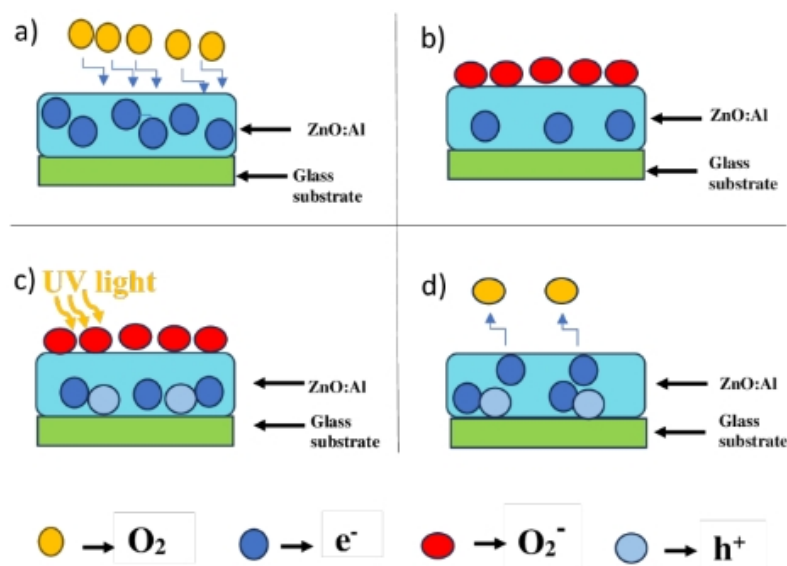 a)
ZnO:Al
Glass
substrate
b)
ZnO:Al
Glass
substrate
c)
UV light
ZnO:Al
Glass
substrate
d)
ZnO:Al
Glass
substrate
O₂
e⁻
O₂⁻
h⁺